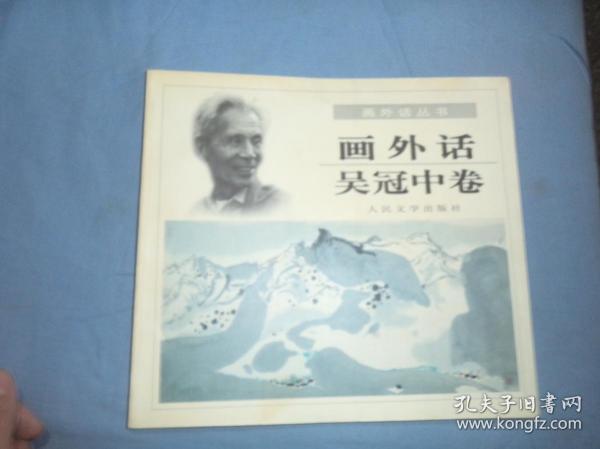 画外话丛书
画外话
吴冠中卷
人民文学出版社
孔夫子旧书网
www.kongfz.com